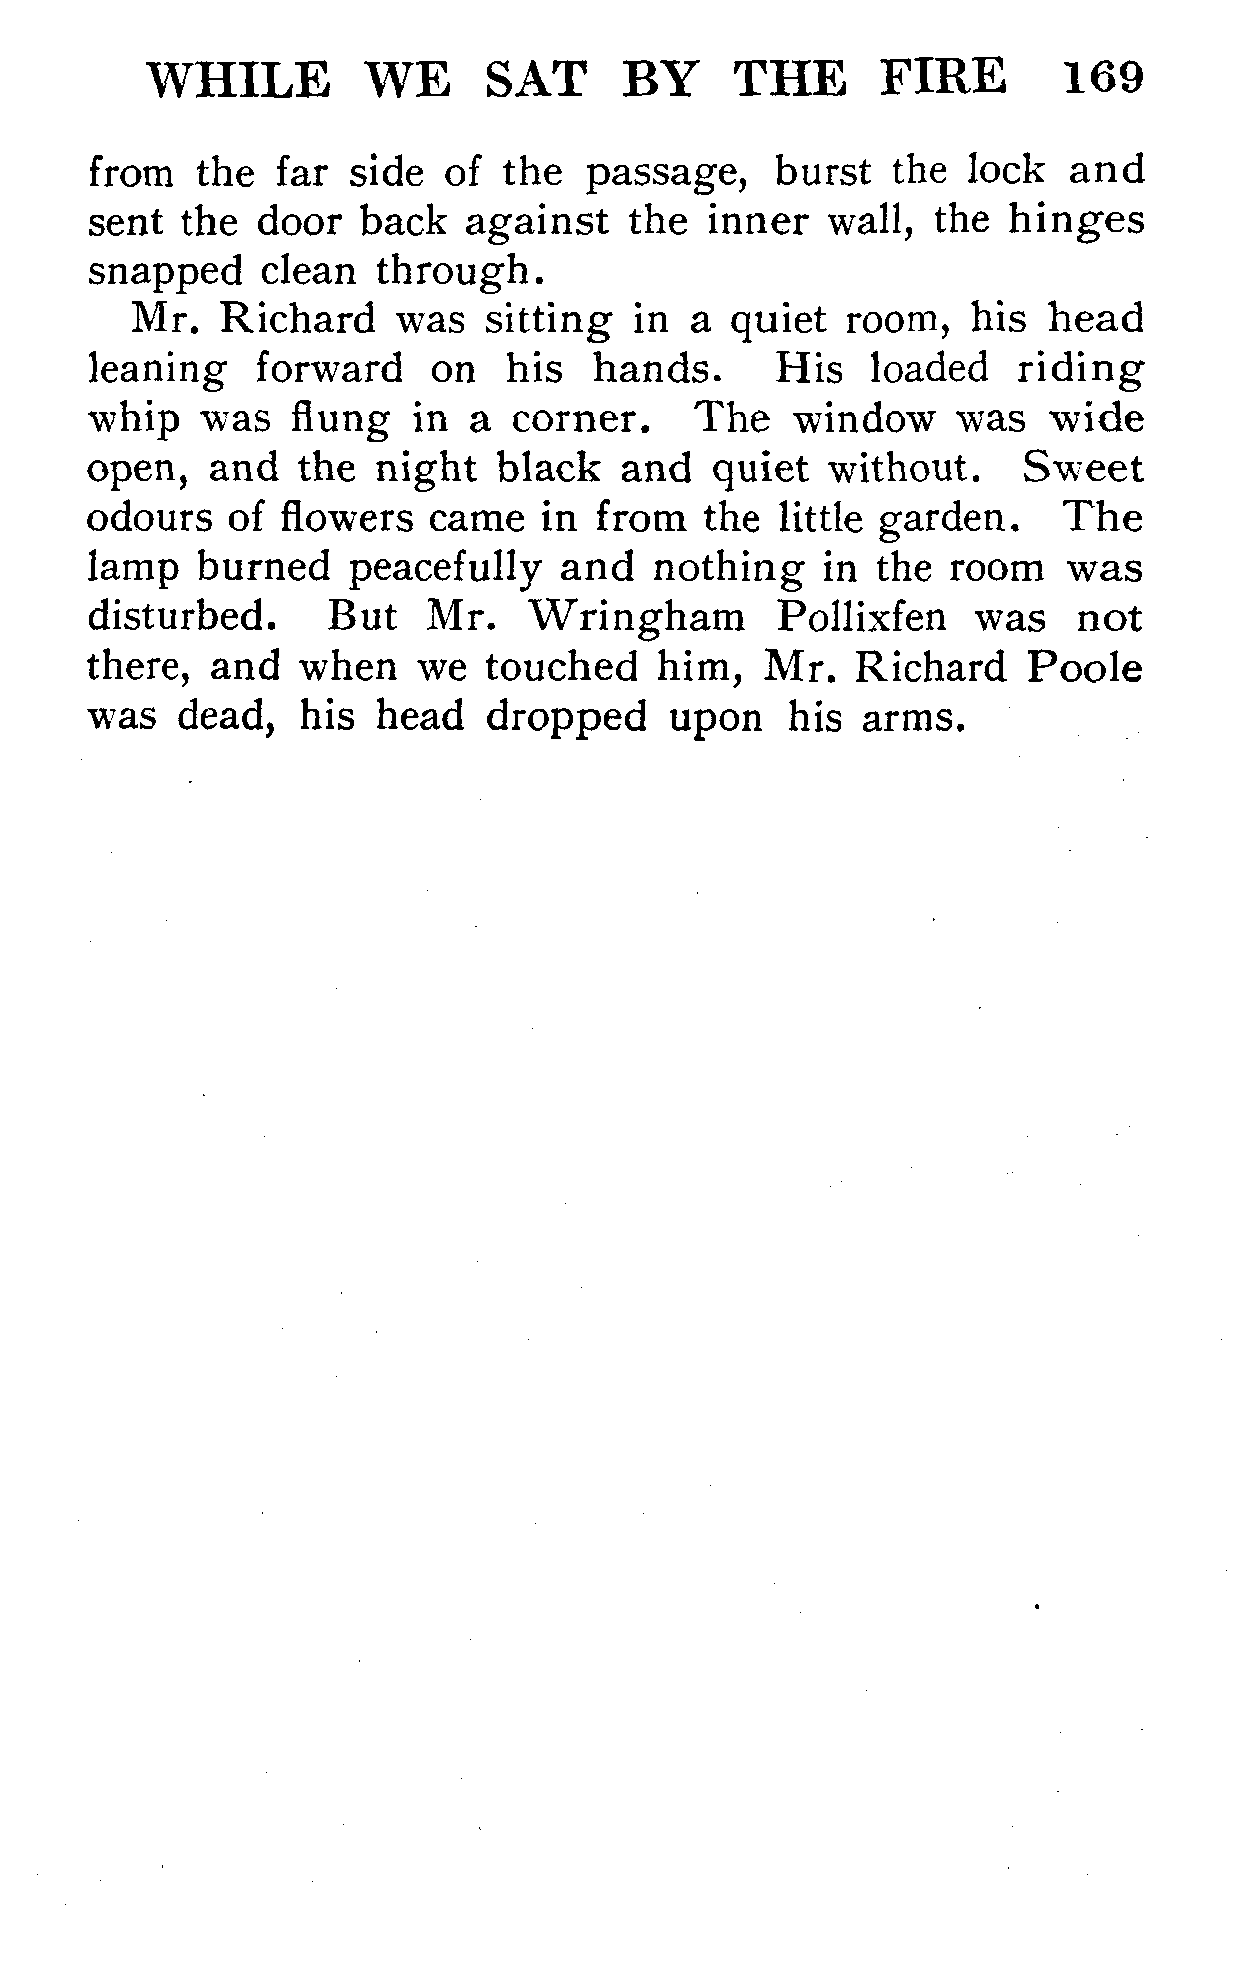 WHILE WE SAT BY THE FIRE 169
from the far side of the passage, burst the lock and
sent the door back against the inner wall, the hinges
snapped clean through.
Mr. Richard was sitting in a quiet room, his head
leaning forward on his hands. His loaded riding
whip was flung in a corner. The window was wide
open, and the night black and quiet without. Sweet
odours of flowers came in from the little garden. The
lamp burned peacefully and nothing in the room was
disturbed. But Mr. Wringham Pollixfen was not
there, and when we touched him, Mr. Richard Poole
was dead, his head dropped upon his arms.